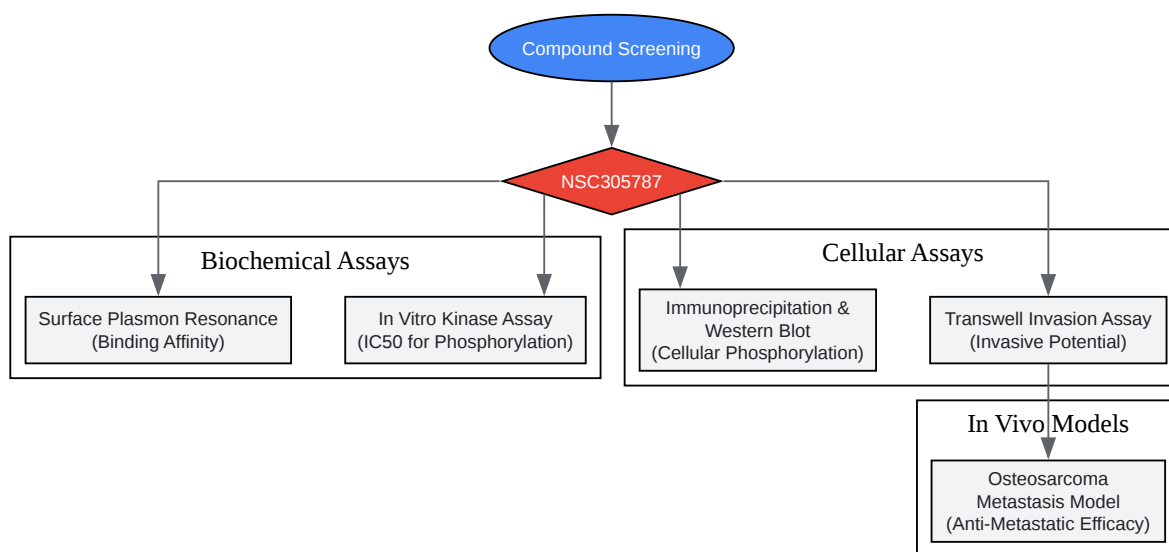 Compound Screening
NSC305787
Biochemical Assays
Surface Plasmon Resonance
(Binding Affinity)
In Vitro Kinase Assay
(IC50 for Phosphorylation)
Cellular Assays
Immunoprecipitation &
Western Blot
(Cellular Phosphorylation)
Transwell Invasion Assay
(Invasive Potential)
In Vivo Models
Osteosarcoma
Metastasis Model
(Anti-Metastatic Efficacy)